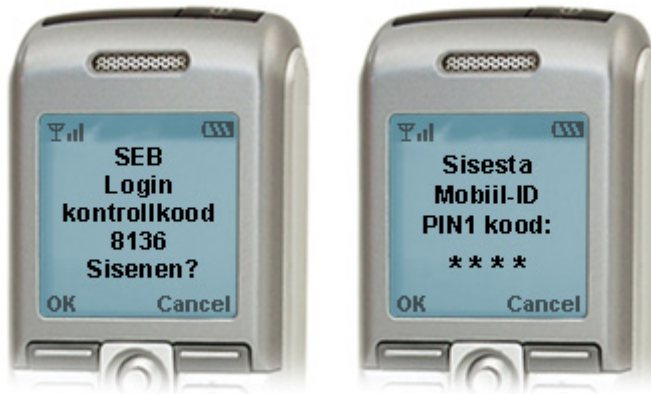 SEB
Login
kontrollkood
8136
Sisenen?
OK Cancel
Sisesta
Mobiil-ID
PIN1 kood:
****
OK Cancel